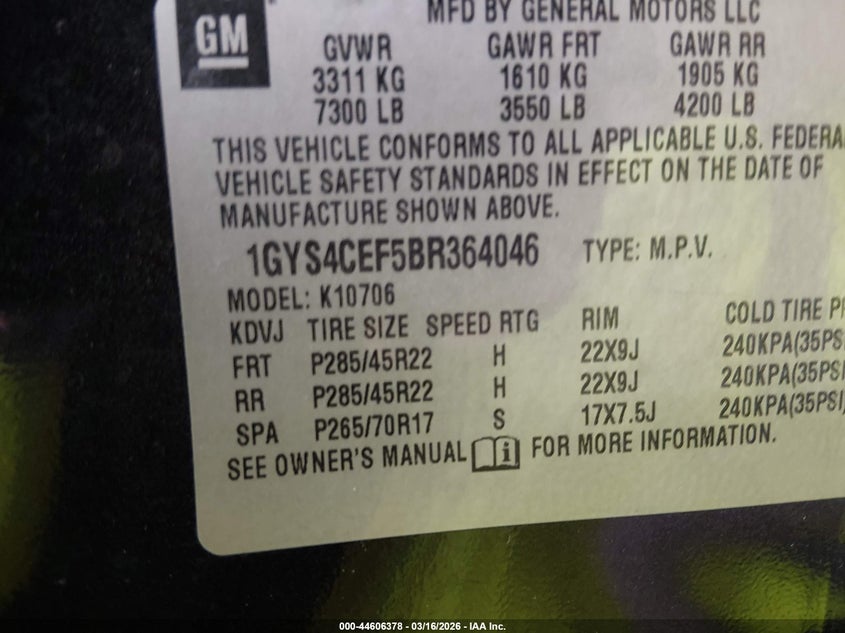 MFD BY GENERAL MOTORS LLC
GM
GVWR GAWR FRT GAWR RR
3311 KG 1610 KG 1905 KG
7300 LB 3550 LB 4200 LB
THIS VEHICLE CONFORMS TO ALL APPLICABLE U.S. FEDERA
VEHICLE SAFETY STANDARDS IN EFFECT ON THE DATE OF
MANUFACTURE SHOWN ABOVE.
1GYS4CEF5BR364046 TYPE: M.P.V.
MODEL: K10706
KDVJ TIRE SIZE SPEED RTG RIM COLD TIRE P
FRT P285/45R22 H 22X9J 240KPA(35PS
RR P285/45R22 H 22X9J 240KPA(35PSI
SPA P265/70R17 S 17X7.5J 240KPA(35PSI)
SEE OWNER'S MANUAL i FOR MORE INFORMATION.
000-44606378 - 03/16/2026 - IAA Inc.